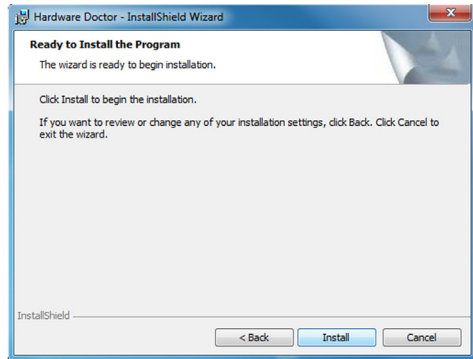 Hardware Doctor - InstallShield Wizard
Ready to Install the Program
The wizard is ready to begin installation.
Click Install to begin the installation.
If you want to review or change any of your installation settings, click Back. Click Cancel to
exit the wizard.
InstallShield
< Back
Install
Cancel